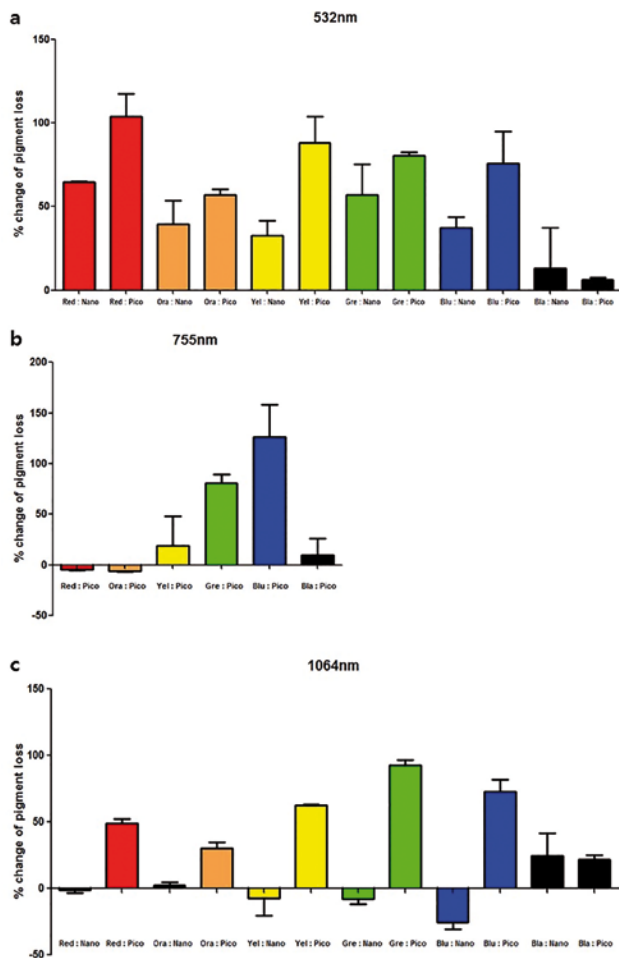 a
532nm
% change of pigment loss
150
100
50
0
Red : Nano Red : Pico Ora : Nano Ora : Pico Yel : Nano Yel : Pico Gre : Nano Gre : Pico Blu : Nano Blu : Pico Bla : Nano Bla : Pico
b
755nm
% change of pigment loss
200
150
100
50
0
-50
Red : Pico Ora : Pico Yel : Pico Gre : Pico Blu : Pico Bla : Pico
c
1064nm
% change of pigment loss
150
100
50
0
-50
Red : Nano Red : Pico Ora : Nano Ora : Pico Yel : Nano Yel : Pico Gre : Nano Gre : Pico Blu : Nano Blu : Pico Bla : Nano Bla : Pico